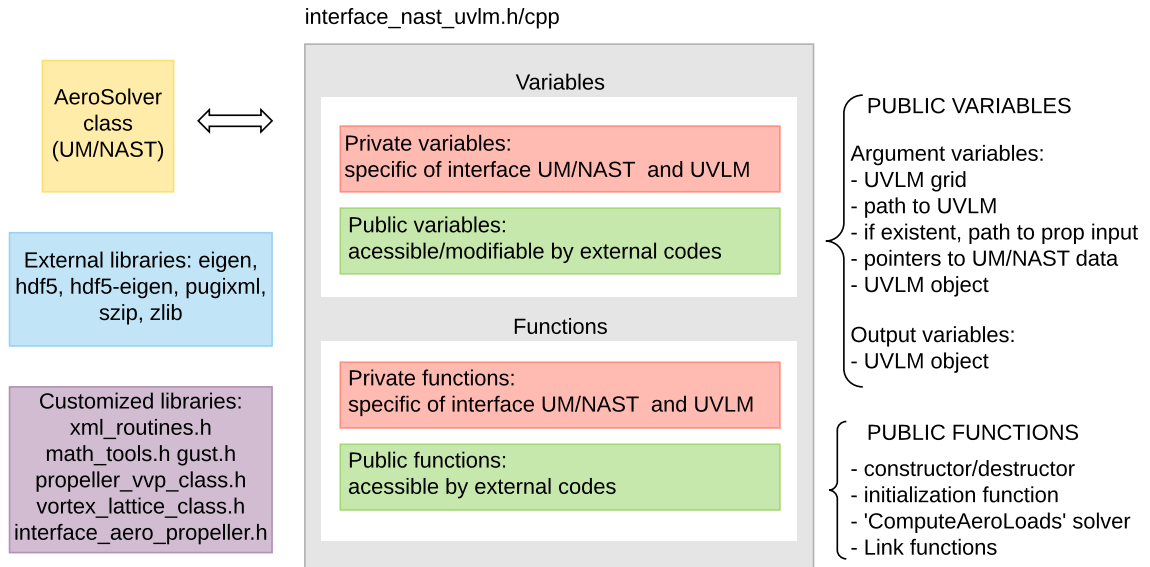 interface_nast_uvlm.h/cpp
AeroSolver
class
(UM/NAST)
External libraries: eigen,
hdf5, hdf5-eigen, pugixml,
szip, zlib
Customized libraries:
xml_routines.h
math_tools.h gust.h
propeller_vvp_class.h
vortex_lattice_class.h
interface_aero_propeller.h
Variables
Private variables:
specific of interface UM/NAST  and UVLM
Public variables:
acessible/modifiable by external codes
Functions
Private functions:
specific of interface UM/NAST  and UVLM
Public functions:
acessible by external codes
PUBLIC VARIABLES
Argument variables:
- UVLM grid
- path to UVLM
- if existent, path to prop input
- pointers to UM/NAST data
- UVLM object
Output variables:
- UVLM object
PUBLIC FUNCTIONS
- constructor/destructor
- initialization function
- 'ComputeAeroLoads' solver
- Link functions